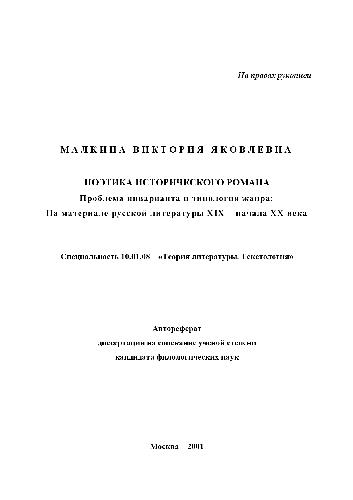 На правах рукописи
МАЛКИНА ВИКТОРИЯ ЯКОВЛЕВНА
ПОЭТИКА ИСТОРИЧЕСКОГО РОМАНА
Проблема инварианта и типология жанра:
На материале русской литературы XIX – начала XX века
Специальность 10.01.08 – «Теория литературы. Текстология»
Автореферат
диссертации на соискание ученой степени
кандидата филологических наук
Москва – 2001